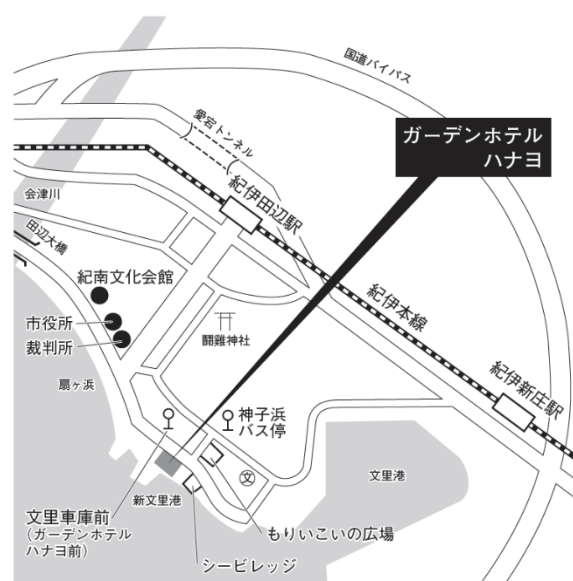 国道バイパス
愛宕トンネル
ガーデンホテル
ハナヨ
会津川
紀伊田辺駅
田辺大橋
紀南文化会館
紀伊本線
市役所
裁判所
闘雞神社
扇ヶ浜
紀伊新庄駅
神子浜
バス停
文
文里港
新文里港
文里車庫前
(ガーデンホテル
ハナヨ前)
もりいこいの広場
シービレッジ